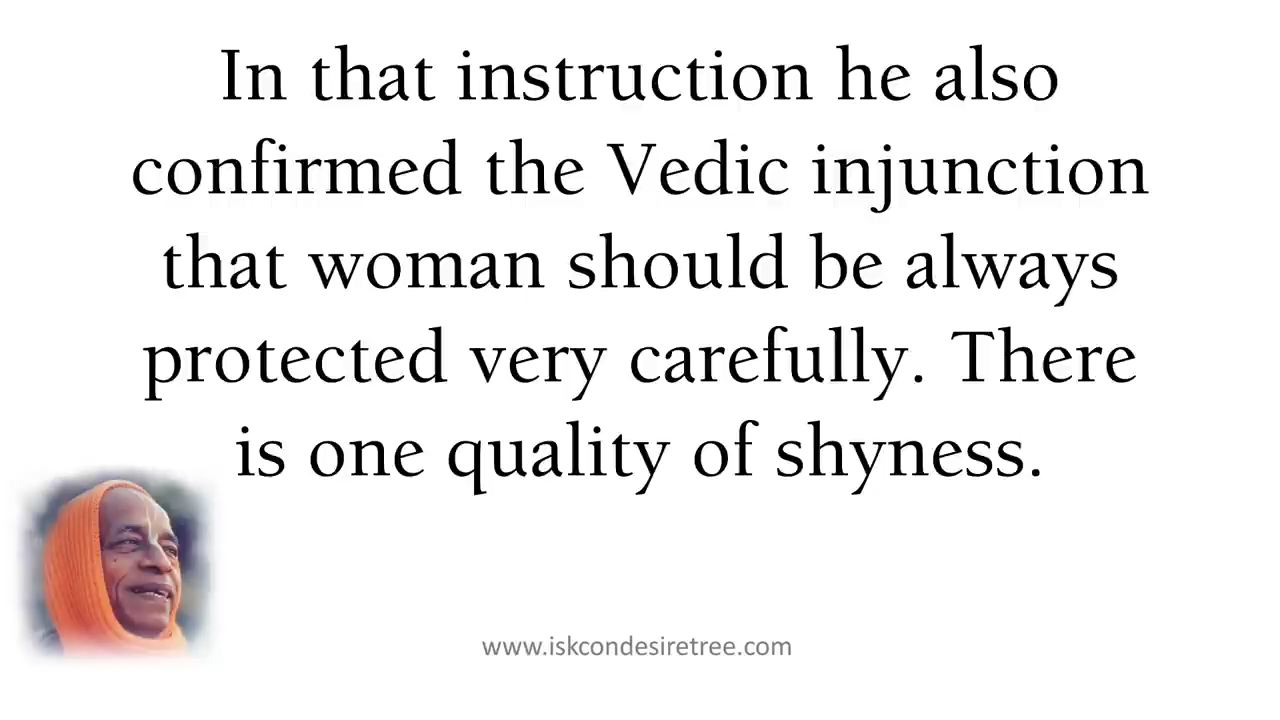 In that instruction he also
confirmed the Vedic injunction
that woman should be always
protected very carefully. There
is one quality of shyness.
www.iskcondesiretree.com